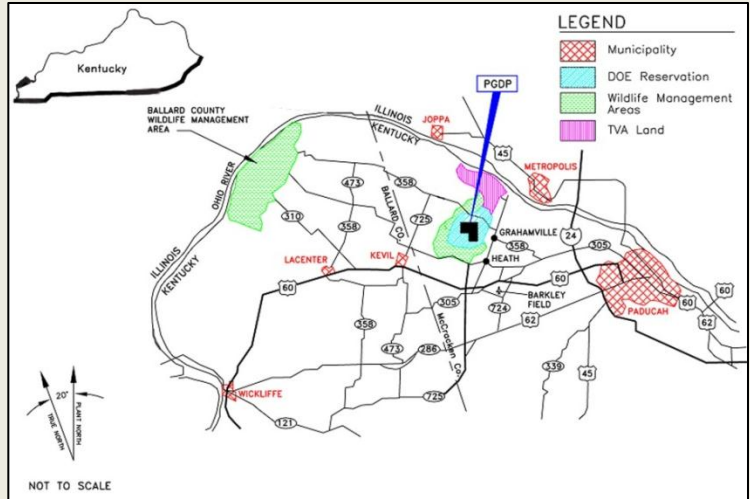 Kentucky
LEGEND
Municipality
DOE Reservation
Wildlife Management
Areas
TVA Land
PGDP
BALLARD COUNTY
WILDLIFE MANAGEMENT
AREA
ILLINOIS
KENTUCKY
JOPPA
45
METROPOLIS
OHIO RIVER
473
358
BALLARD CO.
725
310
358
GRAHAMVILLE
358
24
305
HEATH
ILLINOIS
KENTUCKY
LACENTER
KEVIL
60
60
60
BARKLEY
FIELD
PADUCAH
60
62
60
305
724
62
358
McCracken Co.
473
286
339
45
725
WICKLIFFE
121
20°
TRUE NORTH
PLANT NORTH
NOT TO SCALE